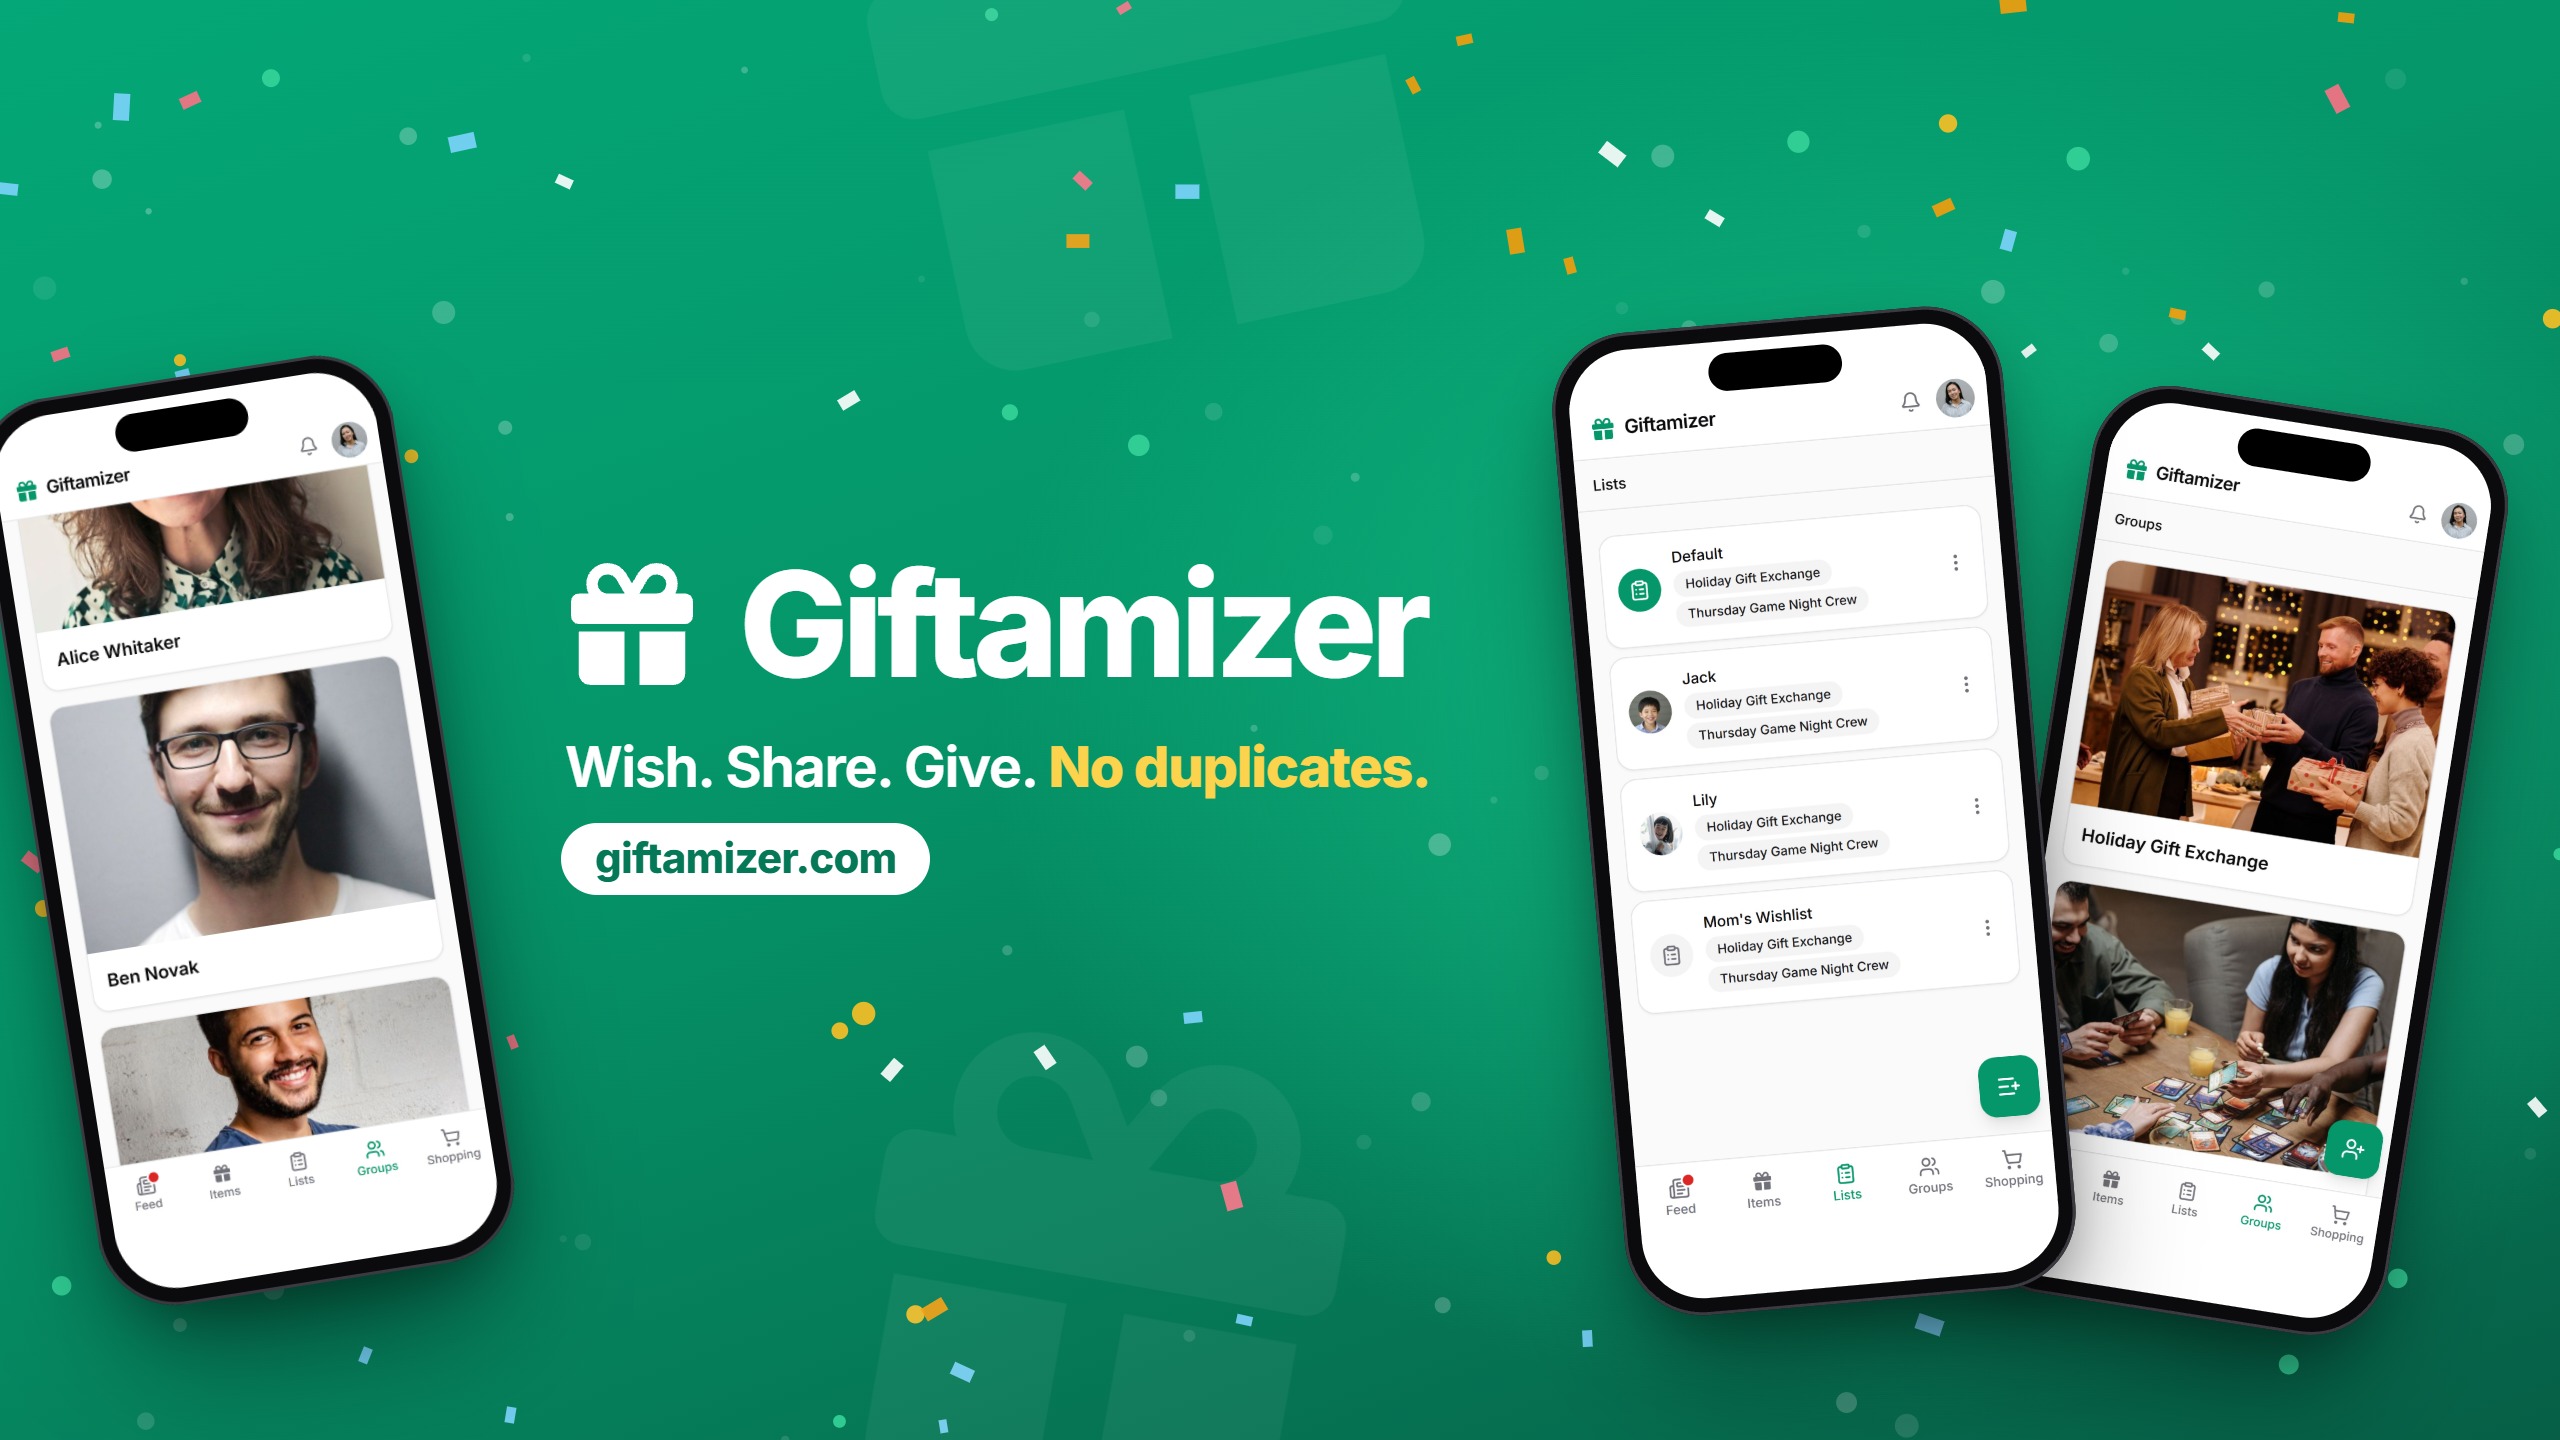 Giftamizer
Alice Whitaker
Ben Novak
Feed
Items
Lists
Groups
Shopping
Giftamizer
Wish. Share. Give. No duplicates.
giftamizer.com
Giftamizer
Lists
Default
Holiday Gift Exchange
Thursday Game Night Crew
Jack
Holiday Gift Exchange
Thursday Game Night Crew
Lily
Holiday Gift Exchange
Thursday Game Night Crew
Mom's Wishlist
Holiday Gift Exchange
Thursday Game Night Crew
Feed
Items
Lists
Groups
Shopping
Giftamizer
Groups
Holiday Gift Exchange
Items
Lists
Groups
Shopping